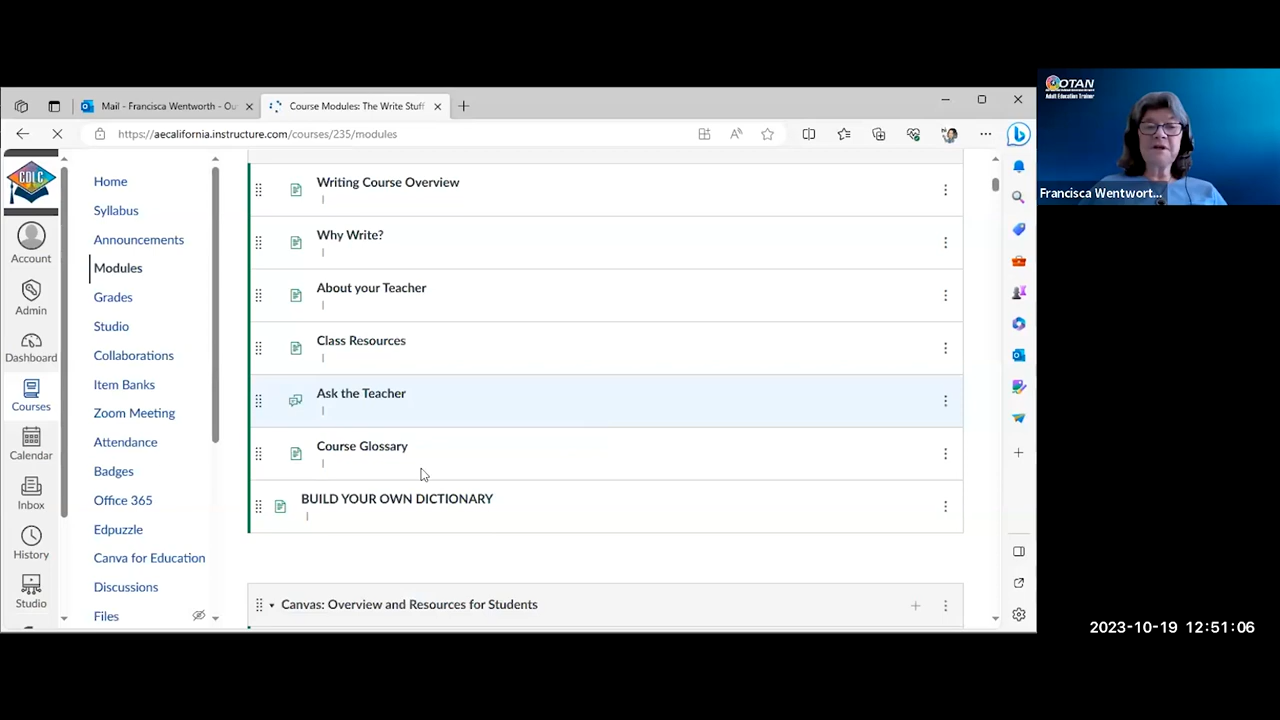 Mail - Francisca Wentworth - Ou
Course Modules: The Write Stuff
https://aecalifornia.instructure.com/courses/235/modules
OTAN
Adult Education Trainer
Francisca Wentwort...
CDLC
Account
Admin
Dashboard
Courses
Calendar
Inbox
History
Studio
Home
Syllabus
Announcements
Modules
Grades
Studio
Collaborations
Item Banks
Zoom Meeting
Attendance
Badges
Office 365
Edpuzzle
Canva for Education
Discussions
Files
Writing Course Overview
Why Write?
About your Teacher
Class Resources
Ask the Teacher
Course Glossary
BUILD YOUR OWN DICTIONARY
Canvas: Overview and Resources for Students
2023-10-19 12:51:06